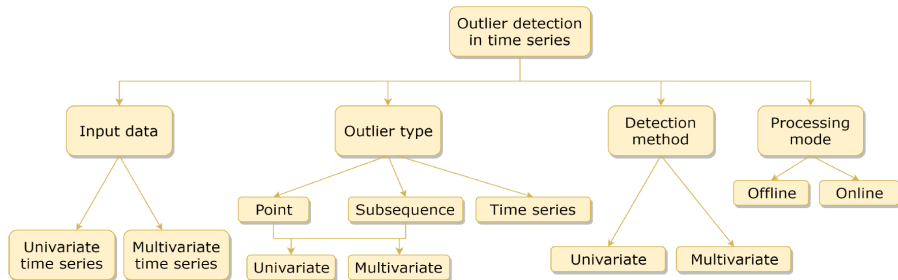 Outlier detection
in time series
Input data
Outlier type
Detection
method
Processing
mode
Offline
Online
Point
Subsequence
Time series
Univariate
time series
Multivariate
time series
Univariate
Multivariate
Univariate
Multivariate